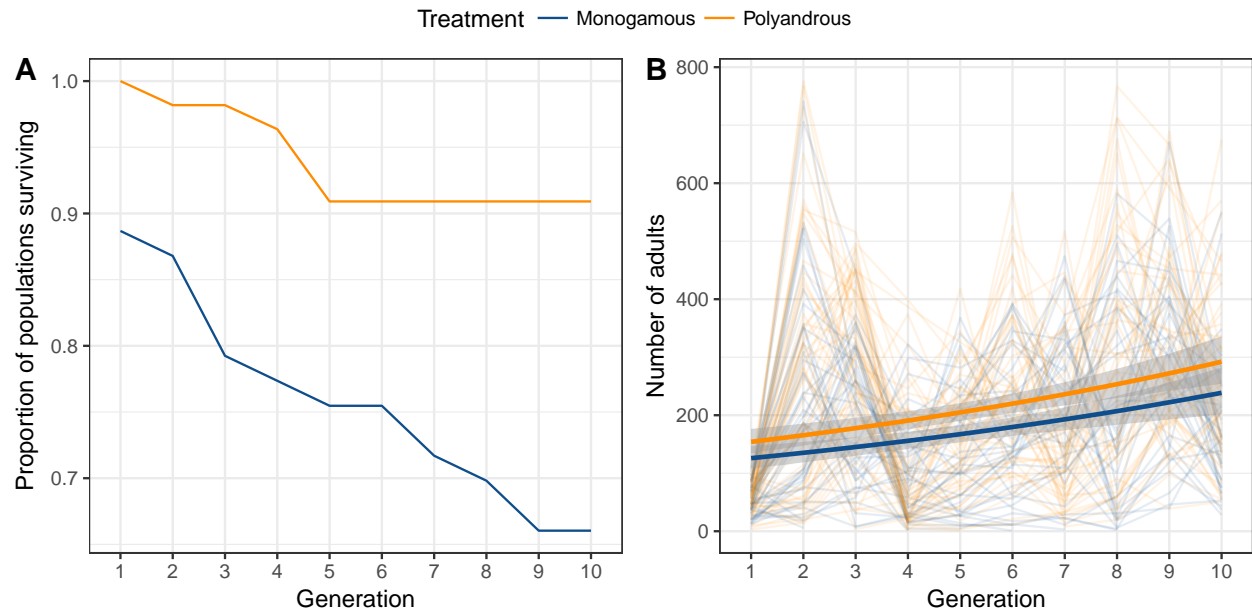 Treatment Monogamous Polyandrous
A
Proportion of populations surviving
1.0
0.9
0.8
0.7
1 2 3 4 5 6 7 8 9 10
Generation
B
Number of adults
800
600
400
200
0
1 2 3 4 5 6 7 8 9 10
Generation